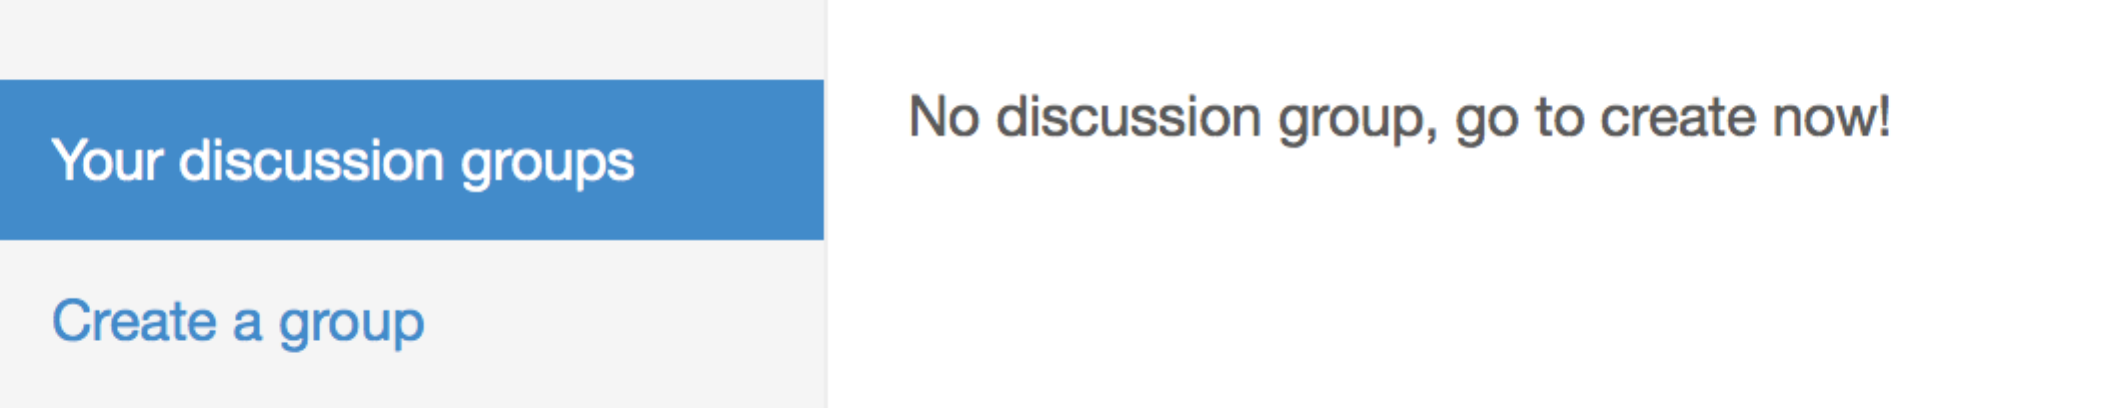 Your discussion groups
Create a group
No discussion group, go to create now!